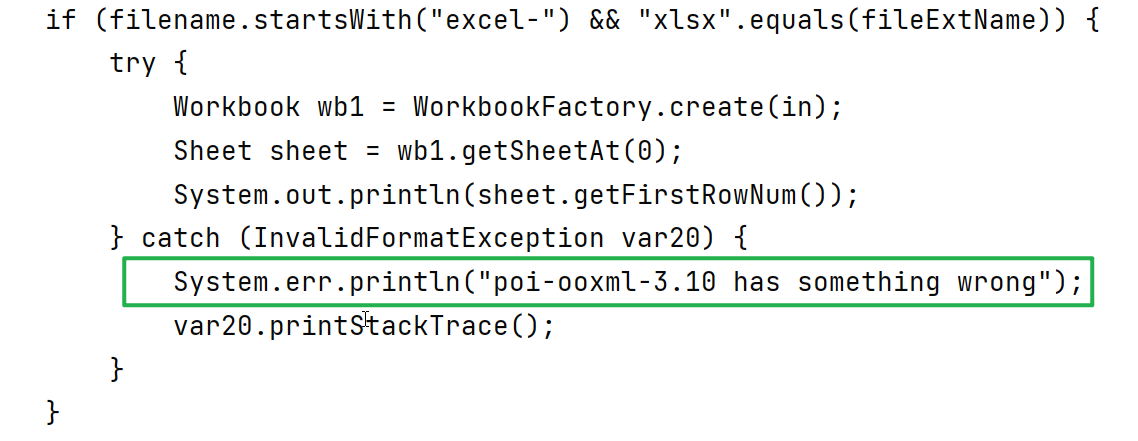 if (filename.startsWith("excel-") && "xlsx".equals(fileExtName)) {
    try {
        Workbook wb1 = WorkbookFactory.create(in);
        Sheet sheet = wb1.getSheetAt(0);
        System.out.println(sheet.getFirstRowNum());
    } catch (InvalidFormatException var20) {
        System.err.println("poi-ooxml-3.10 has something wrong");
        var20.printStackTrace();
    }
}